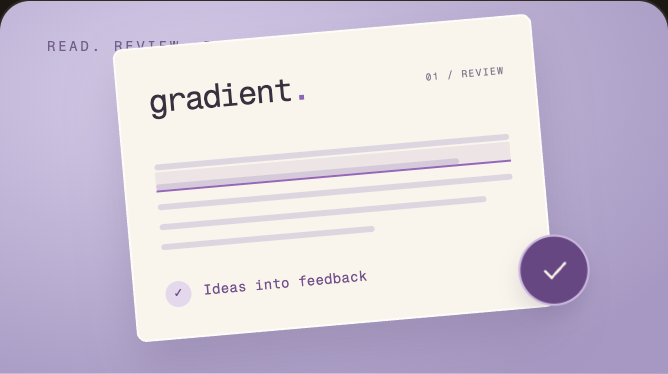 READ. REVIEW.
gradient.
01 / REVIEW
Ideas into feedback